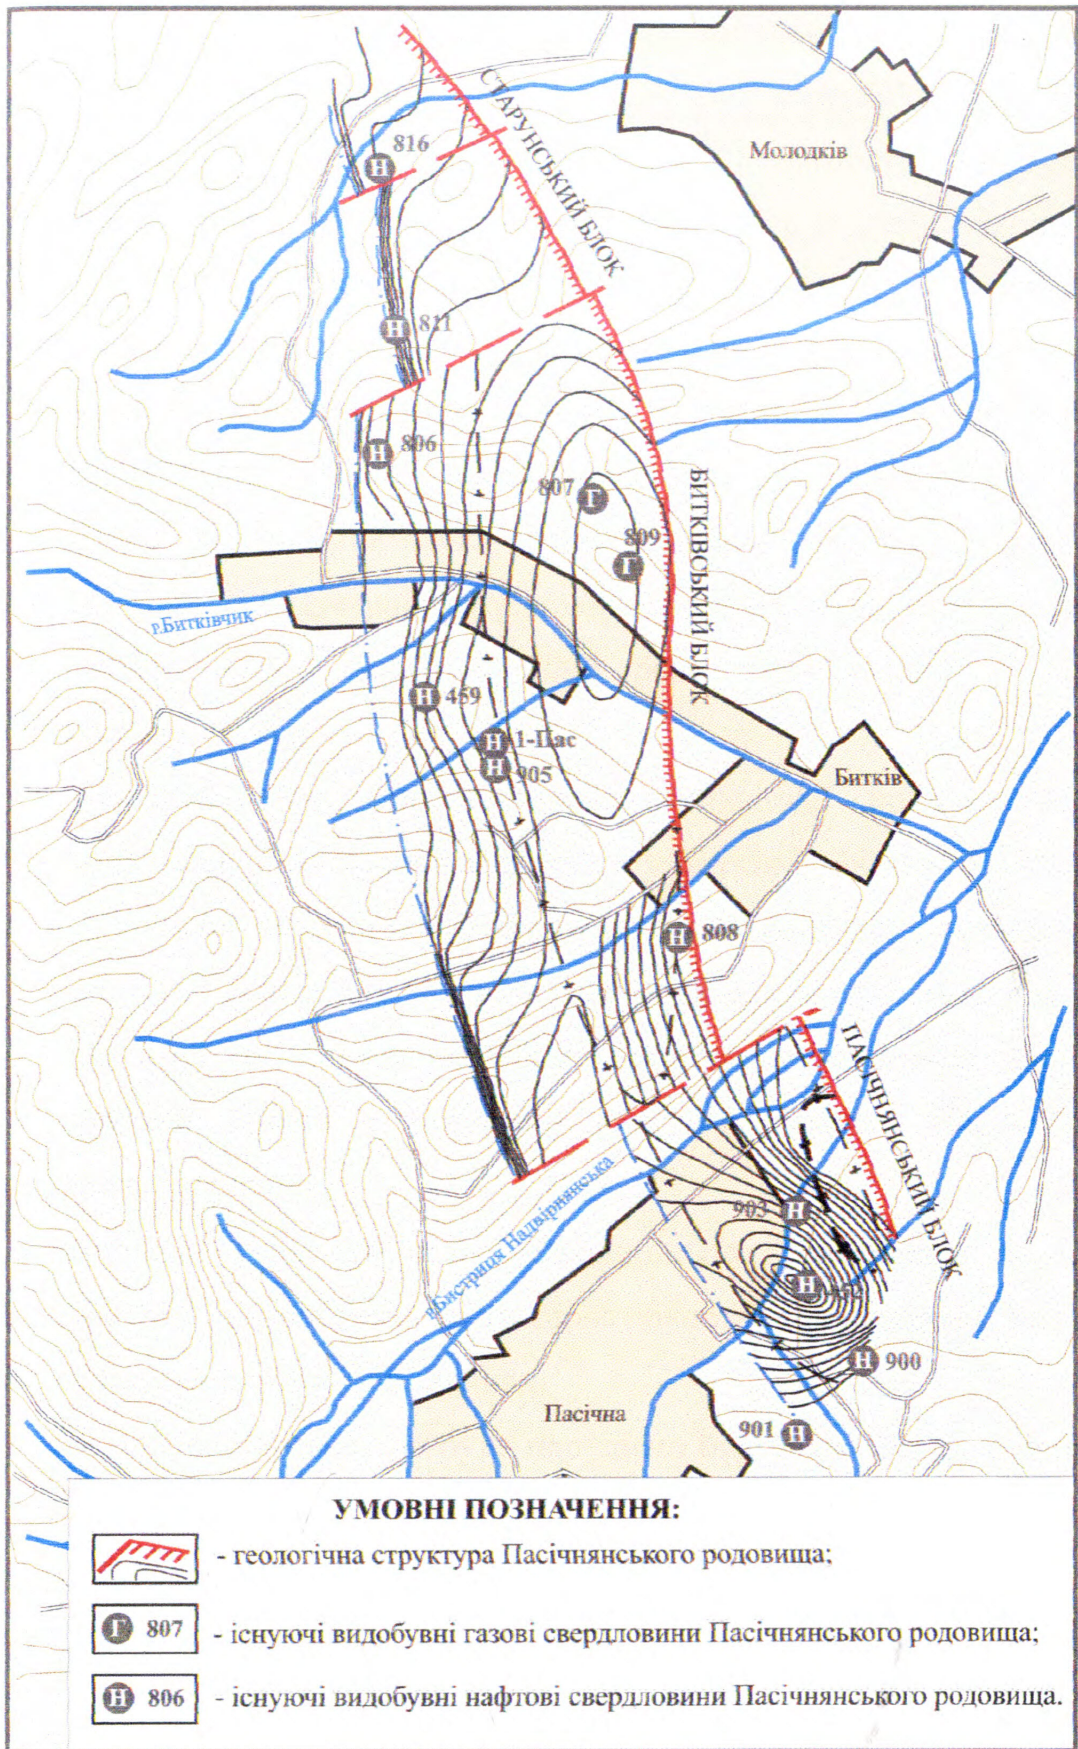 СТАРУНСЬКИЙ БЛОК
816
Молодків
811
806
807
809
БИТКІВСЬКИЙ БЛОК
р.Битківчик
459
1-Пас
905
Битків
808
ПАСІЧНЯНСЬКИЙ БЛОК
р.Бистриця Надвірнянська
903
900
901
Пасічна
УМОВНІ ПОЗНАЧЕННЯ:
- геологічна структура Пасічнянського родовища;
Г 807 - існуючі видобувні газові свердловини Пасічнянського родовища;
Н 806 - існуючі видобувні нафтові свердловини Пасічнянського родовища.